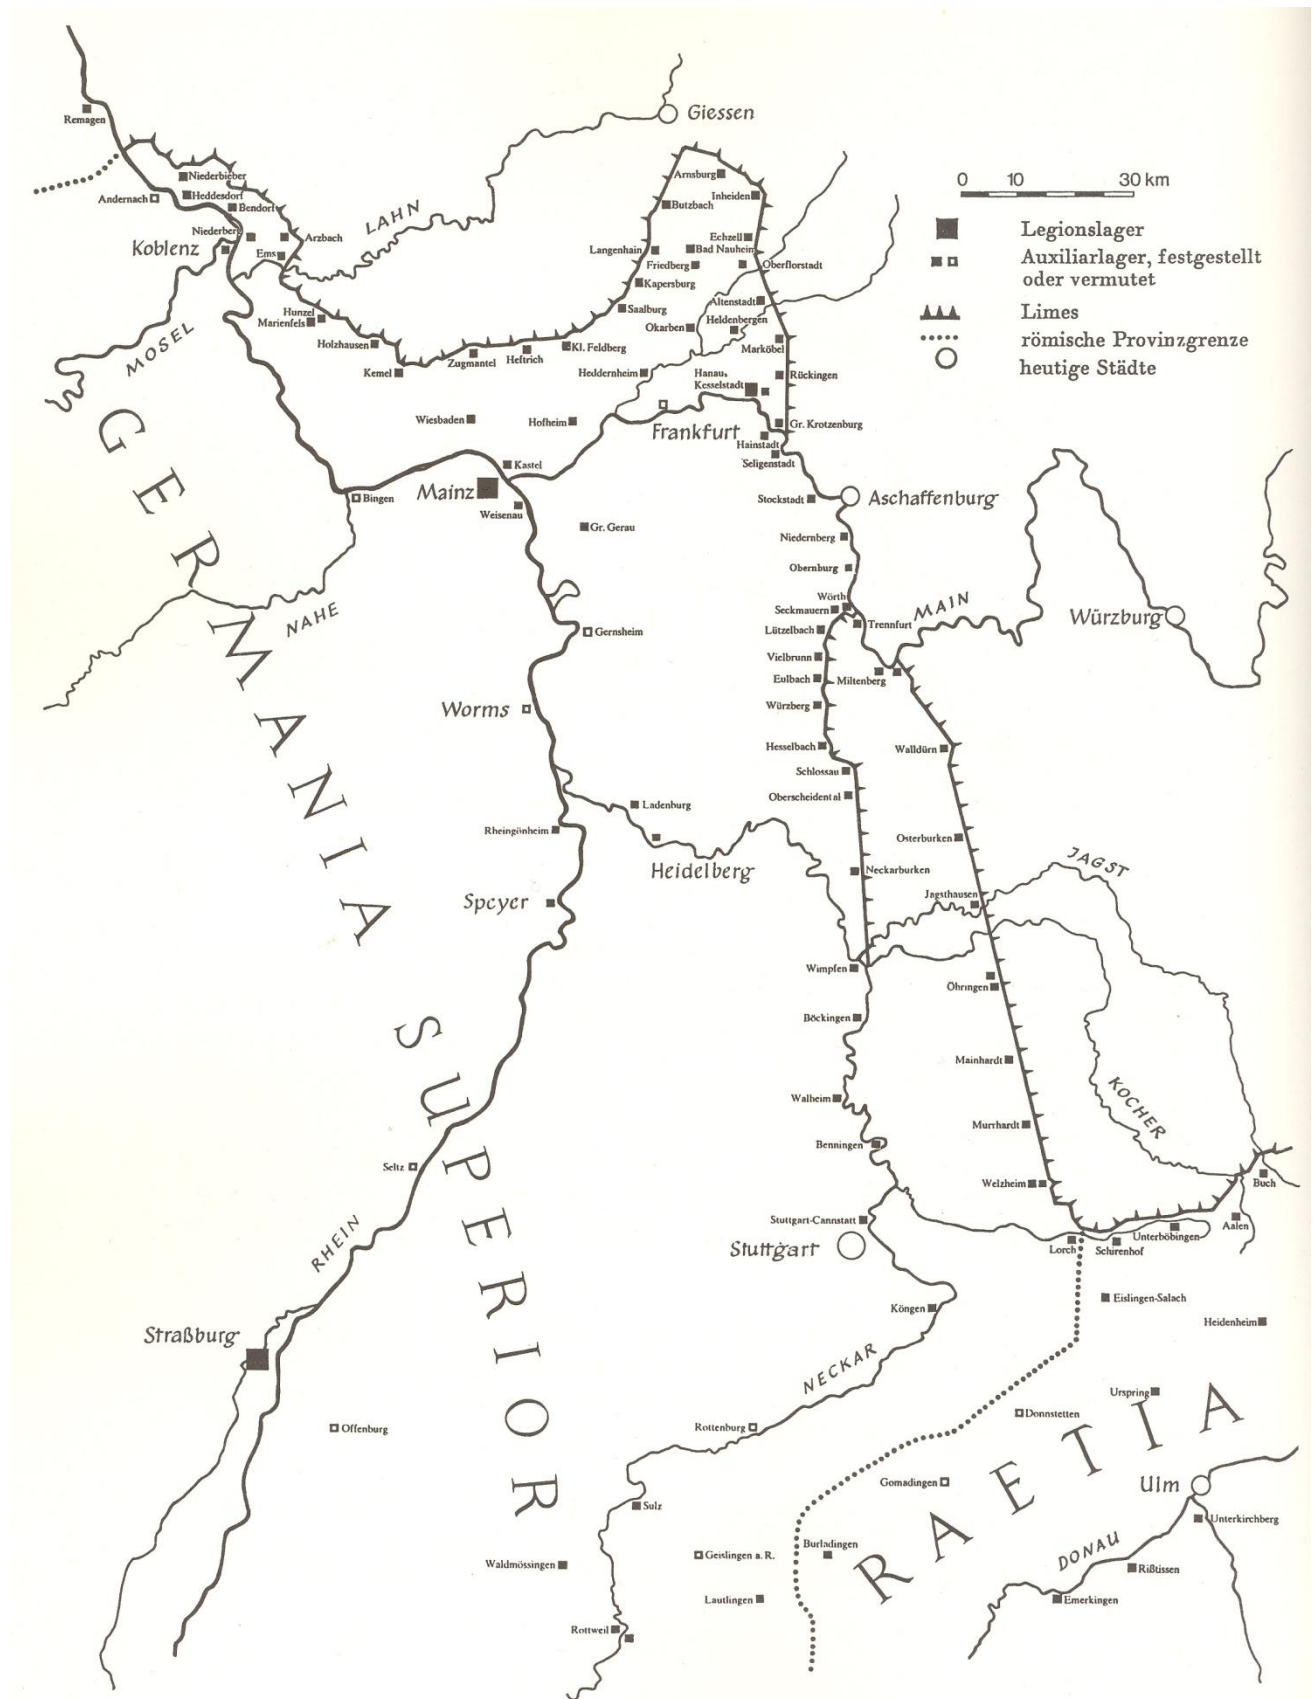 Giessen
Remagen
Arnsburg
Niederbieber
Heddesdorf
Inheiden
0 10 30 km
Andernach
Bendorf
Butzbach
LAHN
Legionslager
Niederberg
Arzbach
Echzell
Koblenz
Langenhain
Bad Nauheim
Ems
Friedberg
Oberflorstadt
Auxiliarlager, festgestellt
oder vermutet
Kapersburg
Altenstadt
Hunzel
Saalburg
Limes
Marienfels
Heldenbergen
MOSEL
Okarben
Holzhausen
Kl. Feldberg
Markōbel
römische Provinzgrenze
Zugmantel
Heftrich
Kemel
Heddernheim
Hanau,
Kesselstadt
Rückingen
heutige Städte
Wiesbaden
Hofheim
Frankfurt
Gr. Krotzenburg
Hainstadt
Kastel
Seligenstadt
Mainz
Bingen
Stockstadt
Aschaffenburg
Weisenau
Gr. Gerau
Niedernberg
Obernburg
Wörth
NAHE
Seckmauern
MAIN
Würzburg
Trennfurt
Gernsheim
Lützelbach
Vielbrunn
Eulbach
Miltenberg
Worms
Würzberg
Hesselbach
Walldürn
Schlossau
Oberscheidental
Ladenburg
Rheingönheim
Osterburken
Heidelberg
Neckarburken
JAGST
Speyer
Jagsthausen
GERMANIA SUPERIOR
Wimpfen
Öhringen
Böckingen
Mainhardt
Walheim
KOCHER
Murrhardt
Benningen
Seltz
Welzheim
Buch
Stuttgart-Cannstatt
Aalen
RHEIN
Unterböbingen
Stuttgart
Lorch
Schirenhof
Eislingen-Salach
Köngen
Heidenheim
Straßburg
NECKAR
Urspring
Donnstetten
Offenburg
Rottenburg
RAETIA
Gomadingen
Ulm
Sulz
Unterkirchberg
Burladingen
DONAU
Geislingen a. R.
Waldmössingen
Rißtissen
Lautlingen
Emerkingen
Rottweil